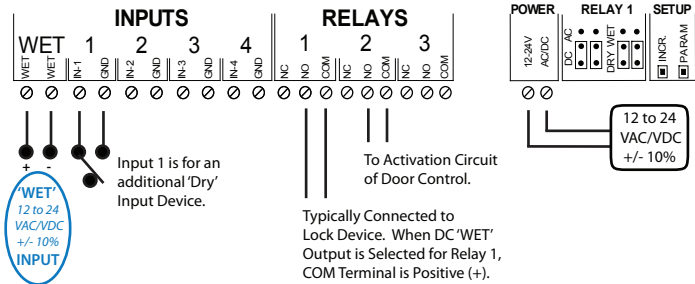 INPUTS
RELAYS
POWER
RELAY 1
SETUP
WET 1 2 3 4
1 2 3
WET
WET
IN-1
GND
IN-2
GND
IN-3
GND
IN-4
GND
NC
NO
COM
NC
NO
COM
NC
NO
COM
12-24V
AC/DC
DC AC
DRY WET
INCR.
PARAM
+ -
'WET'
12 to 24
VAC/VDC
+/- 10%
INPUT
Input 1 is for an
additional 'Dry'
Input Device.
To Activation Circuit
of Door Control.
Typically Connected to
Lock Device. When DC 'WET'
Output is Selected for Relay 1,
COM Terminal is Positive (+).
12 to 24
VAC/VDC
+/- 10%